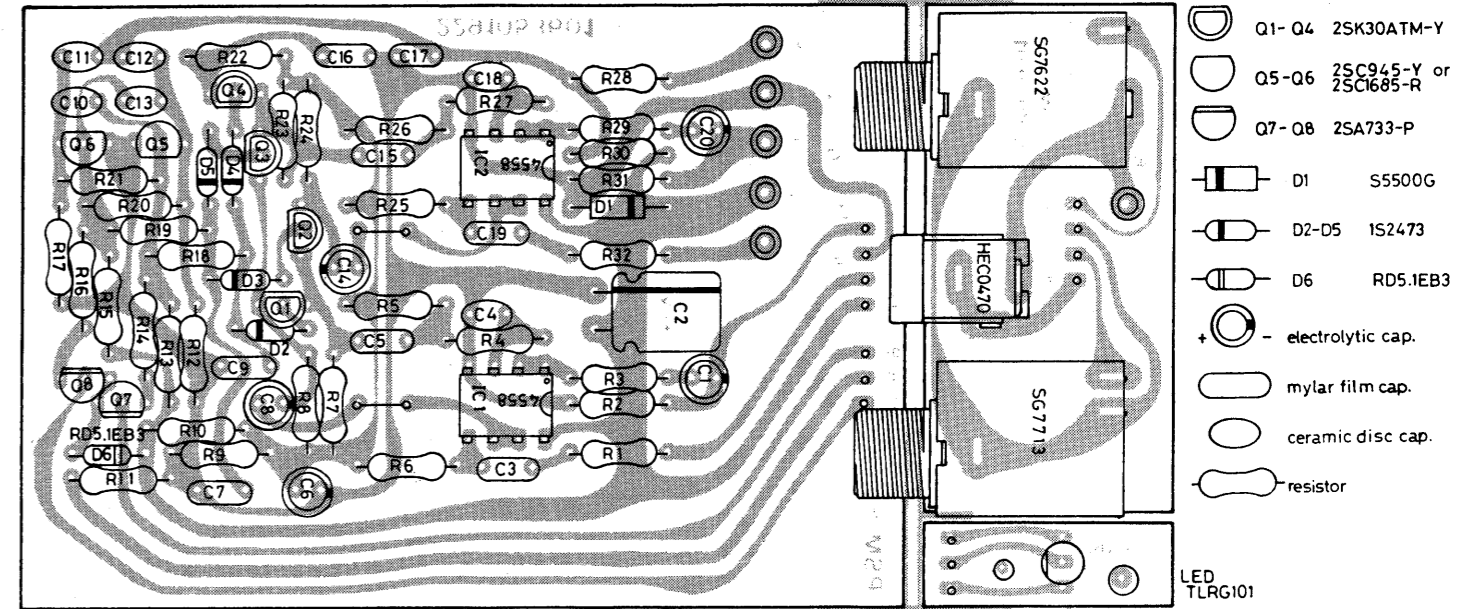 2291051601
C11 C12 R22 C16 C17
C18 R28
C10 C13 Q4 R23 R24 R27
Q6 Q5 D5 D4 Q3 R26 C15 IC2 4558 R29 C20
R30
R21 R31
R20 R25 D1
R19 Q2 C19
R17 R16 R18 C14 R32
R15 D3 Q1 R5 C4 C2
R14 R13 R12 D2 C5 R4
C9
Q8 Q7 C8 R8 R7 IC1 4558 R3 C1
R2
RD5.1EB3 R10
D6 R9 R6 C3 R1
R11 C7 C6
SG7622
HEC0470
SG7713
PSW
LED
TLRG101
Q1-Q4 2SK30ATM-Y
Q5-Q6 2SC945-Y or
2SC1685-R
Q7-Q8 2SA733-P
D1 S5500G
D2-D5 1S2473
D6 RD5.1EB3
+ - electrolytic cap.
mylar film cap.
ceramic disc cap.
resistor